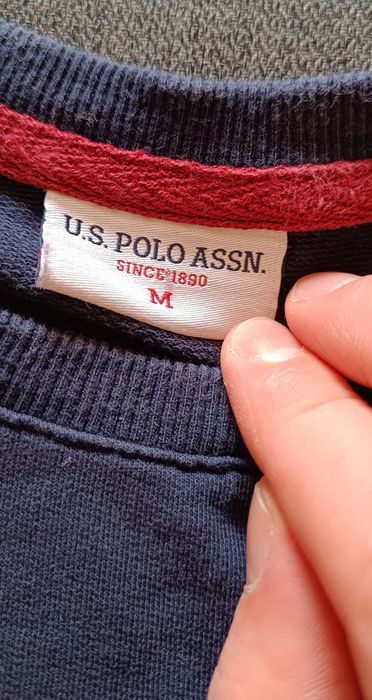 U.S. POLO ASSN.
SINCE 1890
M